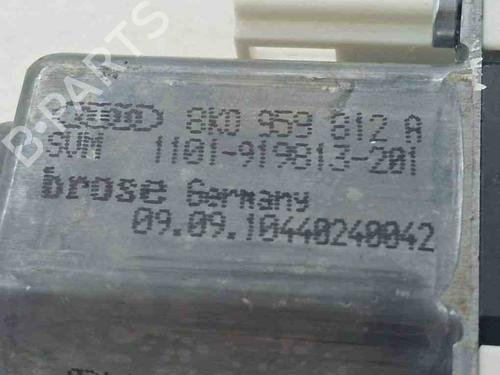 8K0 959 812 A
SVM 1101-919813-201
brose Germany
09.09.10440240042
B-PARTS